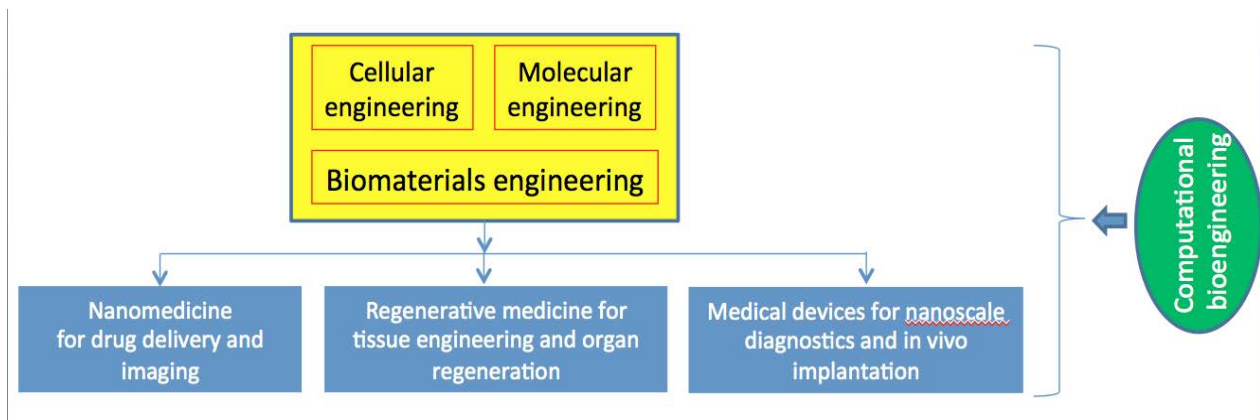 Cellular
engineering
Molecular
engineering
Biomaterials engineering
Nanomedicine
for drug delivery and
imaging
Regenerative medicine for
tissue engineering and organ
regeneration
Medical devices for nanoscale
diagnostics and in vivo
implantation
Computational
bioengineering